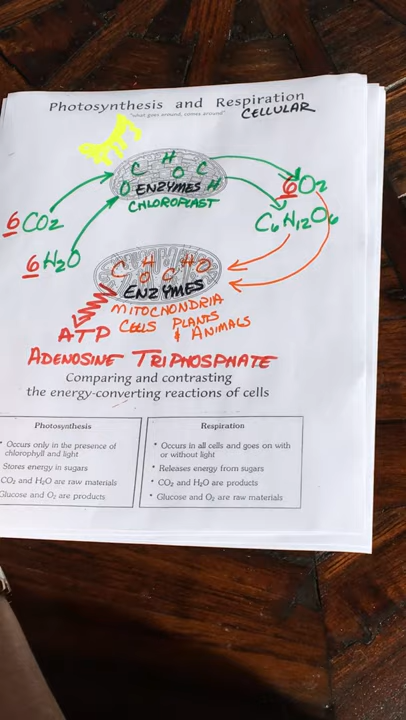 Photosynthesis and Respiration
"what goes around, comes around"
CELLULAR
C H C
O O H
ENZYMES
CHLOROPLAST
6O2
6CO2
C6H12O6
6H2O
C H H O
O C
ENZYMES
MITOCHONDRIA
CELLS PLANTS
& ANIMALS
ATP
ADENOSINE TRIPHOSPHATE
Comparing and contrasting
the energy-converting reactions of cells
Photosynthesis
• Occurs only in the presence of
chlorophyll and light
Stores energy in sugars
CO2 and H2O are raw materials
Glucose and O2 are products
Respiration
• Occurs in all cells and goes on with
or without light
• Releases energy from sugars
• CO2 and H2O are products
• Glucose and O2 are raw materials